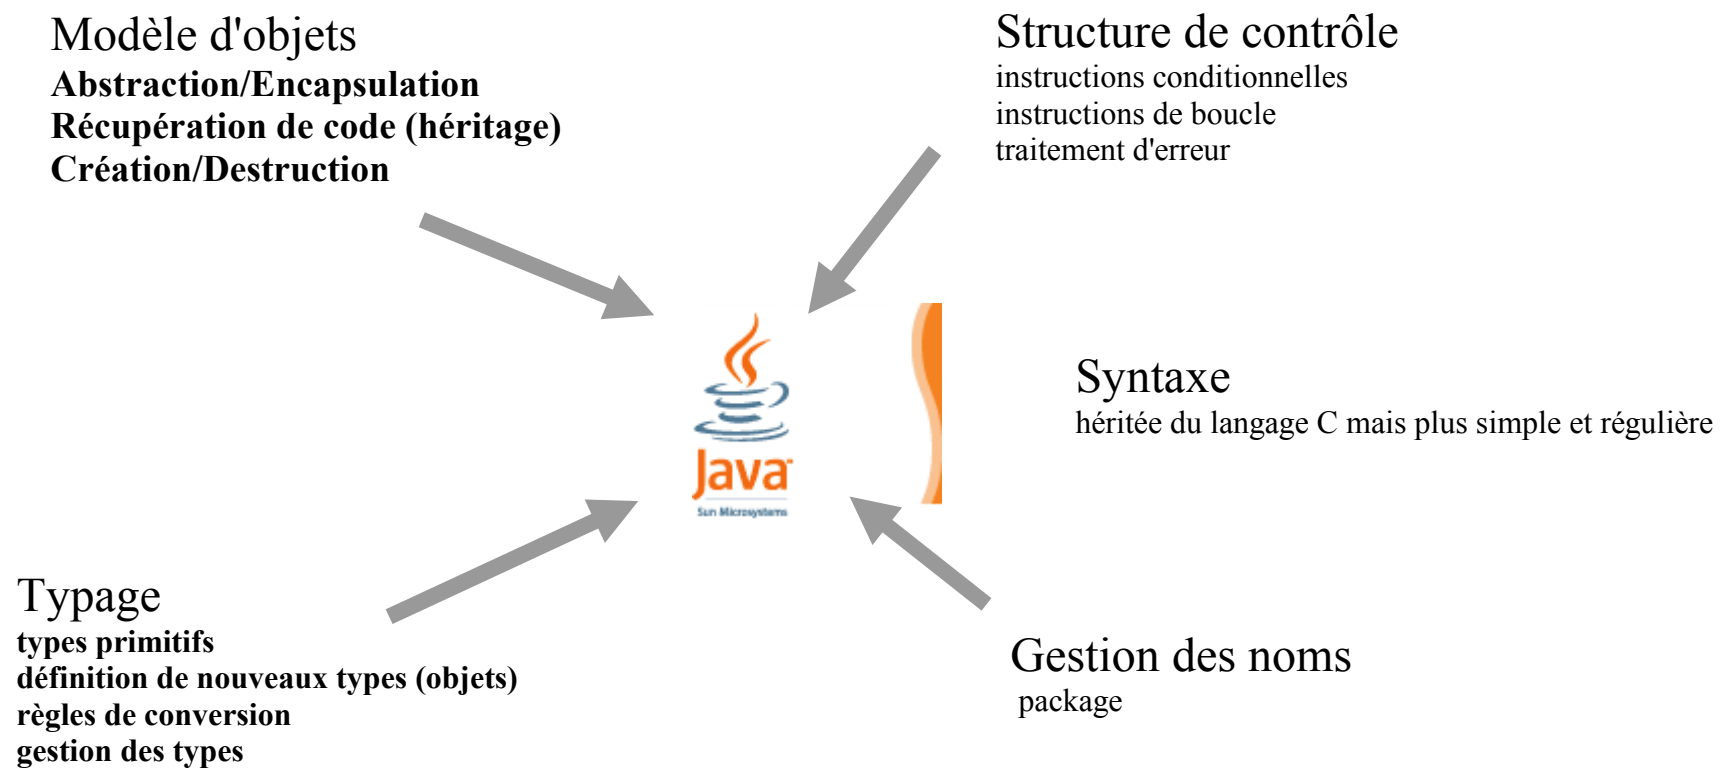 Modèle d'objets
Abstraction/Encapsulation
Récupération de code (héritage)
Création/Destruction
Structure de contrôle
instructions conditionnelles
instructions de boucle
traitement d'erreur
Java™
Sun Microsystems
Syntaxe
héritée du langage C mais plus simple et régulière
Typage
types primitifs
définition de nouveaux types (objets)
règles de conversion
gestion des types
Gestion des noms
package